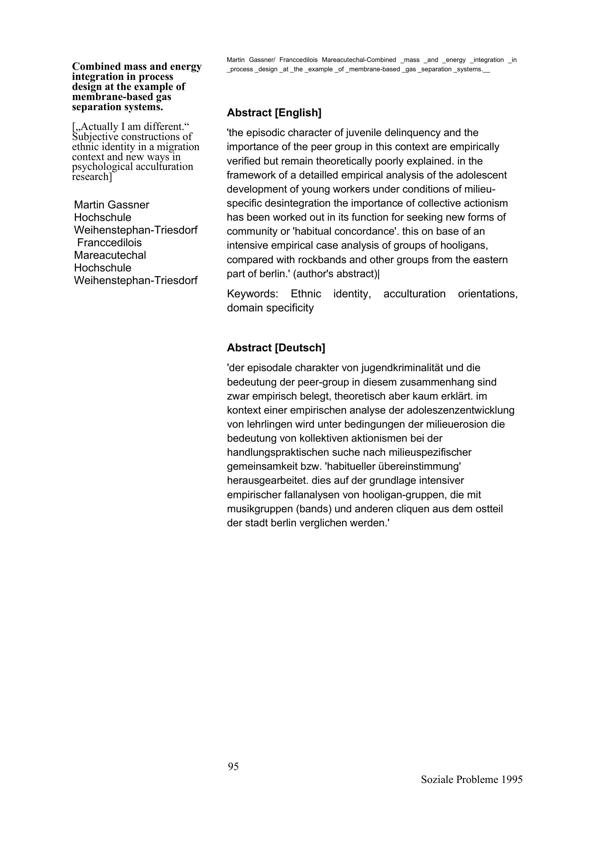 Martin Gassner/ Franccedilois Mareacutechal-Combined _mass _and _energy _integration _in
_process _design _at _the _example _of _membrane-based _gas _separation _systems.__
Combined mass and energy
integration in process
design at the example of
membrane-based gas
separation systems.
[„Actually I am different.“
Subjective constructions of
ethnic identity in a migration
context and new ways in
psychological acculturation
research]
Martin Gassner
Hochschule
Weihenstephan-Triesdorf
Franccedilois
Mareacutechal
Hochschule
Weihenstephan-Triesdorf
Abstract [English]
'the episodic character of juvenile delinquency and the
importance of the peer group in this context are empirically
verified but remain theoretically poorly explained. in the
framework of a detailled empirical analysis of the adolescent
development of young workers under conditions of milieu-
specific desintegration the importance of collective actionism
has been worked out in its function for seeking new forms of
community or 'habitual concordance'. this on base of an
intensive empirical case analysis of groups of hooligans,
compared with rockbands and other groups from the eastern
part of berlin.' (author's abstract)|
Keywords: Ethnic identity, acculturation orientations,
domain specificity
Abstract [Deutsch]
'der episodale charakter von jugendkriminalität und die
bedeutung der peer-group in diesem zusammenhang sind
zwar empirisch belegt, theoretisch aber kaum erklärt. im
kontext einer empirischen analyse der adoleszenzentwicklung
von lehrlingen wird unter bedingungen der milieuerosion die
bedeutung von kollektiven aktionismen bei der
handlungspraktischen suche nach milieuspezifischer
gemeinsamkeit bzw. 'habitueller übereinstimmung'
herausgearbeitet. dies auf der grundlage intensiver
empirischer fallanalysen von hooligan-gruppen, die mit
musikgruppen (bands) und anderen cliquen aus dem ostteil
der stadt berlin verglichen werden.'
95
Soziale Probleme 1995